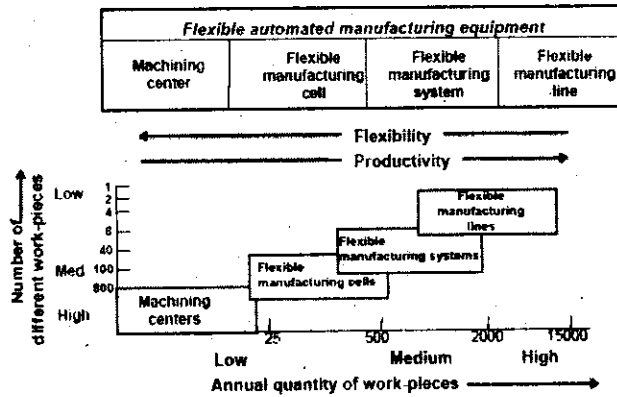 Flexible automated manufacturing equipment
Machining
center
Flexible
manufacturing
cell
Flexible
manufacturing
system
Flexible
manufacturing
line
Flexibility
Productivity
Number of
different work-pieces
Low
Med
High
1
2
4
8
40
100
800
Flexible
manufacturing
lines
Flexible
manufacturing systems
Flexible
manufacturing cells
Machining
centers
25
500
2000
15000
Low
Medium
High
Annual quantity of work-pieces